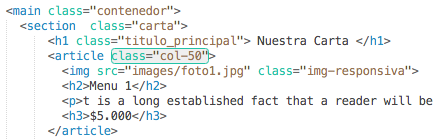 <main class="contenedor">
<section  class="carta">
<h1 class="titulo_principal"> Nuestra Carta </h1>
<article class="col-50">
<img src="images/foto1.jpg" class="img-responsiva">
<h2>Menu 1</h2>
<p>t is a long established fact that a reader will be
<h3>$5.000</h3>
</article>